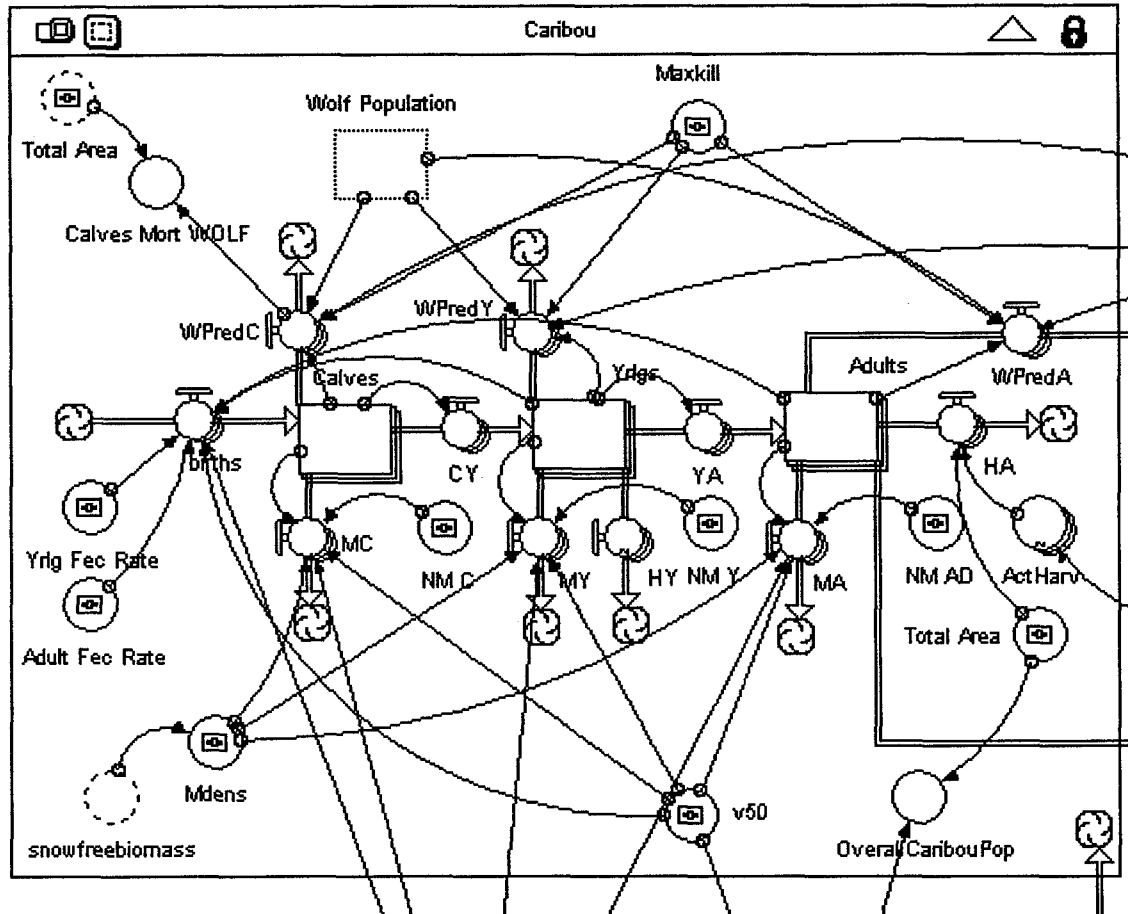 Caribou
Maxkill
Wolf Population
Total Area
Calves Mort WOLF
WPredC
WPredY
WPredA
Calves
Yrlgs
Adults
births
CY
YA
HA
Yrlg Fec Rate
MC
NM C
MY
HY
NM Y
MA
NM AD
ActHarv
Adult Fec Rate
Total Area
Mdens
v50
snowfreebiomass
OverallCaribouPop